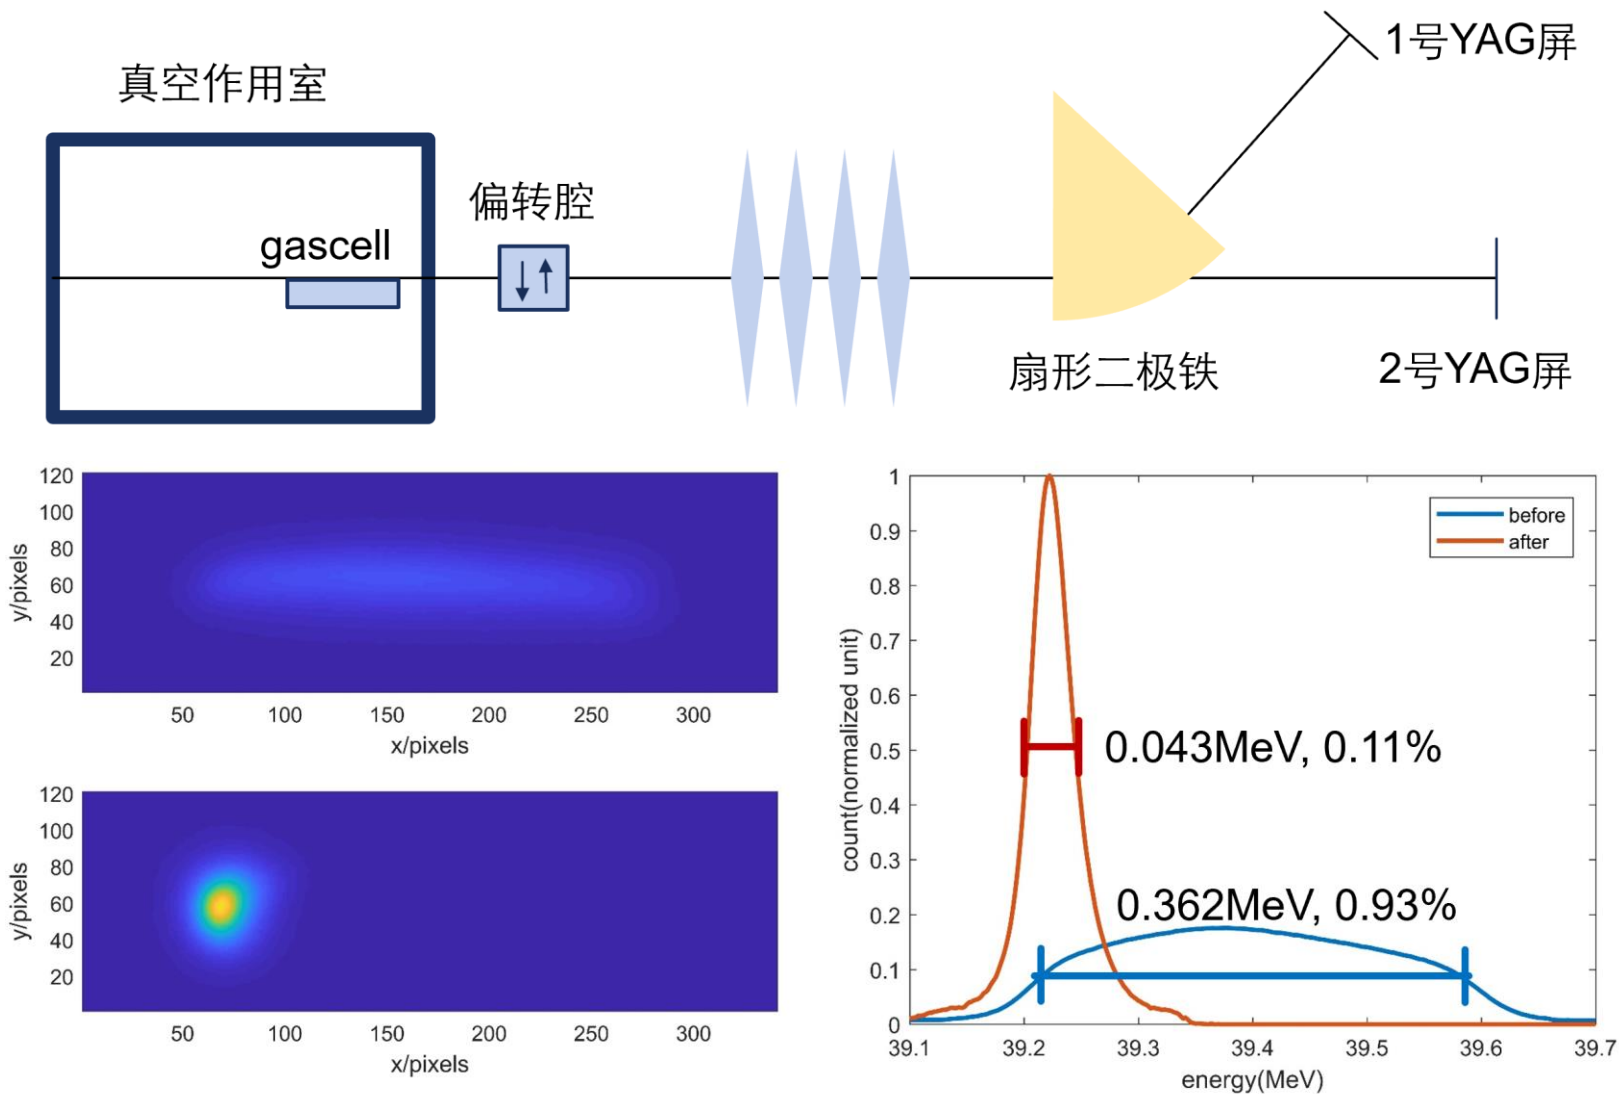 1号YAG屏
真空作用室
偏转腔
gascell
扇形二极铁
2号YAG屏
120
100
80
60
40
20
y/pixels
50 100 150 200 250 300
x/pixels
120
100
80
60
40
20
y/pixels
50 100 150 200 250 300
x/pixels
1
0.9
0.8
0.7
0.6
0.5
0.4
0.3
0.2
0.1
0
count(normalized unit)
before
after
0.043MeV, 0.11%
0.362MeV, 0.93%
39.1 39.2 39.3 39.4 39.5 39.6 39.7
energy(MeV)